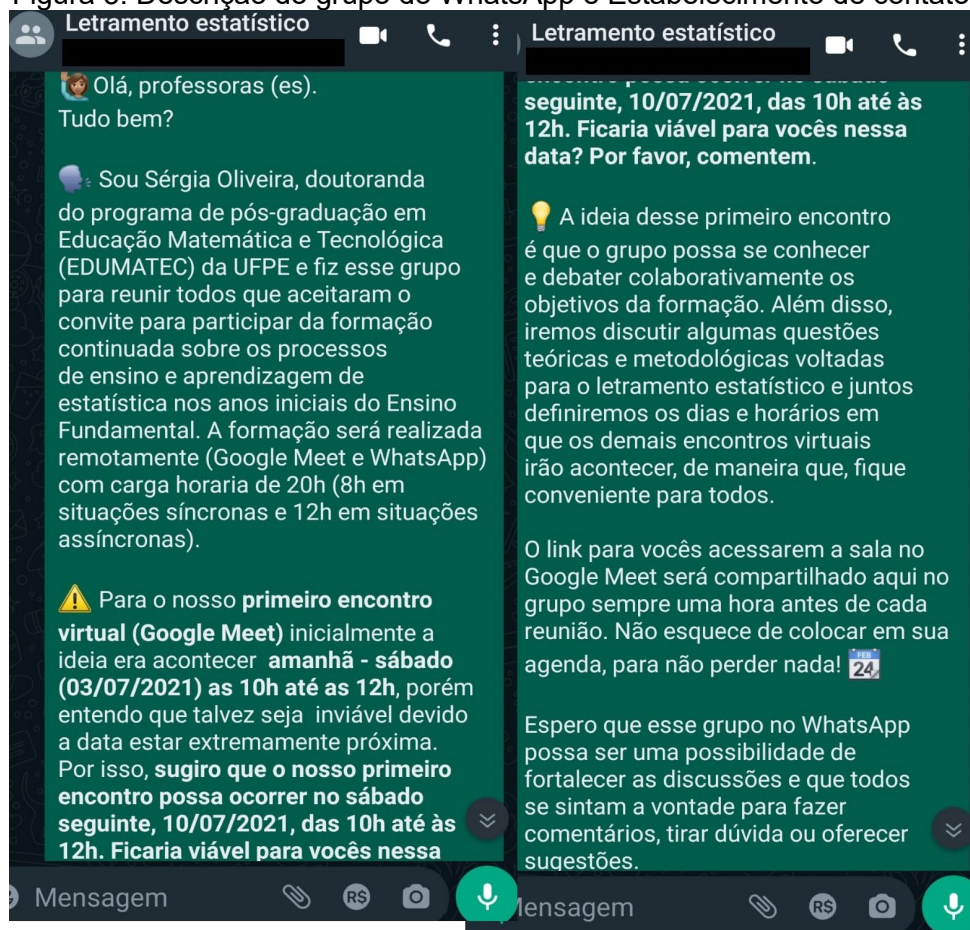 Letramento estatístico
Olá, professoras (es).
Tudo bem?
Sou Sérgia Oliveira, doutoranda
do programa de pós-graduação em
Educação Matemática e Tecnológica
(EDUMATEC) da UFPE e fiz esse grupo
para reunir todos que aceitaram o
convite para participar da formação
continuada sobre os processos
de ensino e aprendizagem de
estatística nos anos iniciais do Ensino
Fundamental. A formação será realizada
remotamente (Google Meet e WhatsApp)
com carga horaria de 20h (8h em
situações síncronas e 12h em situações
assíncronas).
Para o nosso primeiro encontro
virtual (Google Meet) inicialmente a
ideia era acontecer amanhã - sábado
(03/07/2021) as 10h até as 12h, porém
entendo que talvez seja inviável devido
a data estar extremamente próxima.
Por isso, sugiro que o nosso primeiro
encontro possa ocorrer no sábado
seguinte, 10/07/2021, das 10h até às
12h. Ficaria viável para vocês nessa
Mensagem
R$
Letramento estatístico
encontro possa ocorrer no sábado
seguinte, 10/07/2021, das 10h até às
12h. Ficaria viável para vocês nessa
data? Por favor, comentem.
A ideia desse primeiro encontro
é que o grupo possa se conhecer
e debater colaborativamente os
objetivos da formação. Além disso,
iremos discutir algumas questões
teóricas e metodológicas voltadas
para o letramento estatístico e juntos
definiremos os dias e horários em
que os demais encontros virtuais
irão acontecer, de maneira que, fique
conveniente para todos.
O link para vocês acessarem a sala no
Google Meet será compartilhado aqui no
grupo sempre uma hora antes de cada
reunião. Não esquece de colocar em sua
agenda, para não perder nada!
FEB
24
Espero que esse grupo no WhatsApp
possa ser uma possibilidade de
fortalecer as discussões e que todos
se sintam a vontade para fazer
comentários, tirar dúvida ou oferecer
sugestões.
Mensagem
R$